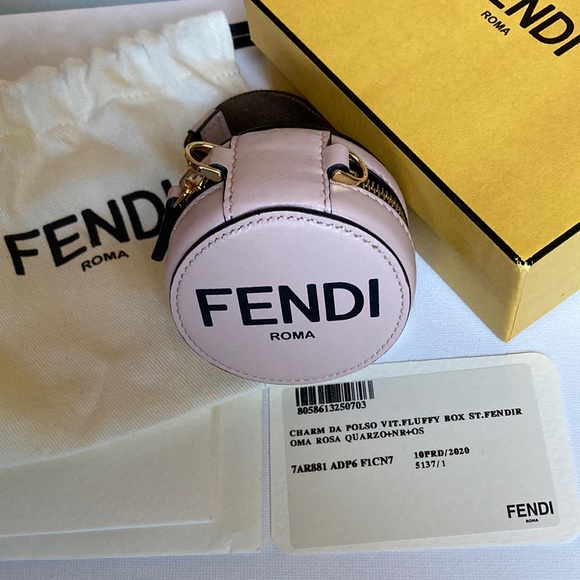 FENDI
ROMA
FENDI
ROMA
FENDI
ROMA
8058613250703
CHARM DA POLSO VIT.FLUFFY BOX ST.FENDIR
OMA ROSA QUARZO+NR+OS
7AR881 ADP6 F1CN7
10PRD/2020
5137/1
FENDI
ROMA